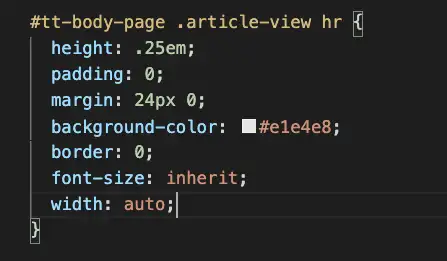 #tt-body-page .article-view hr {
height: .25em;
padding: 0;
margin: 24px 0;
background-color: #e1e4e8;
border: 0;
font-size: inherit;
width: auto;
}